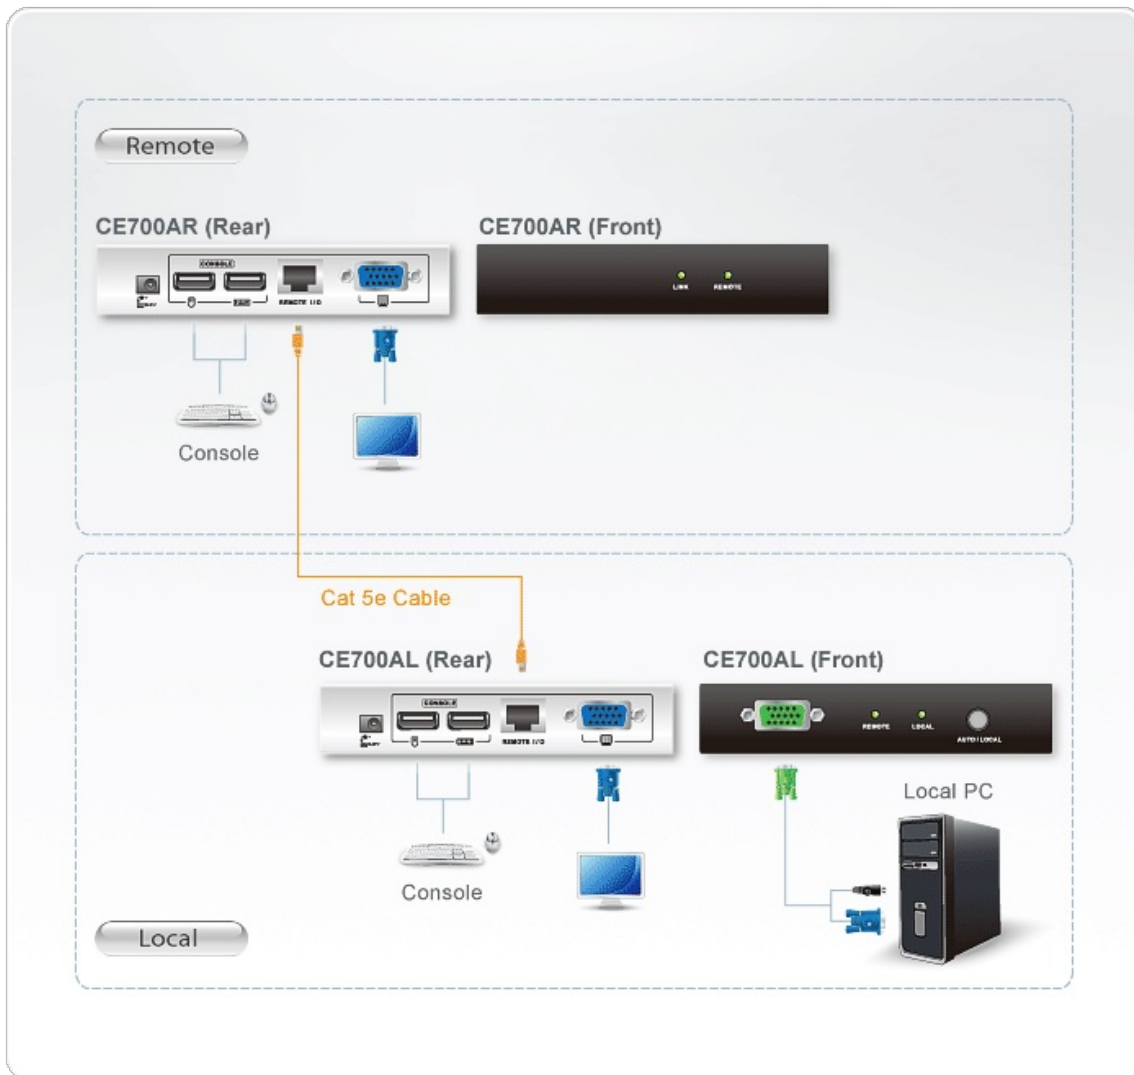 Remote
CE700AR (Rear)
CE700AR (Front)
CONSOLE
REMOTE I/O
LINK
REMOTE
Console
Cat 5e Cable
CE700AL (Rear)
CE700AL (Front)
CONSOLE
REMOTE I/O
REMOTE
LOCAL
AUTO / LOCAL
Local PC
Console
Local